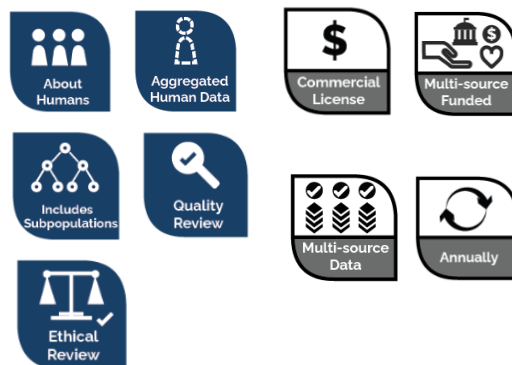 About
Humans
Aggregated
Human Data
$
Commercial
License
$
Multi-source
Funded
Includes
Subpopulations
Quality
Review
Multi-source
Data
Annually
Ethical
Review